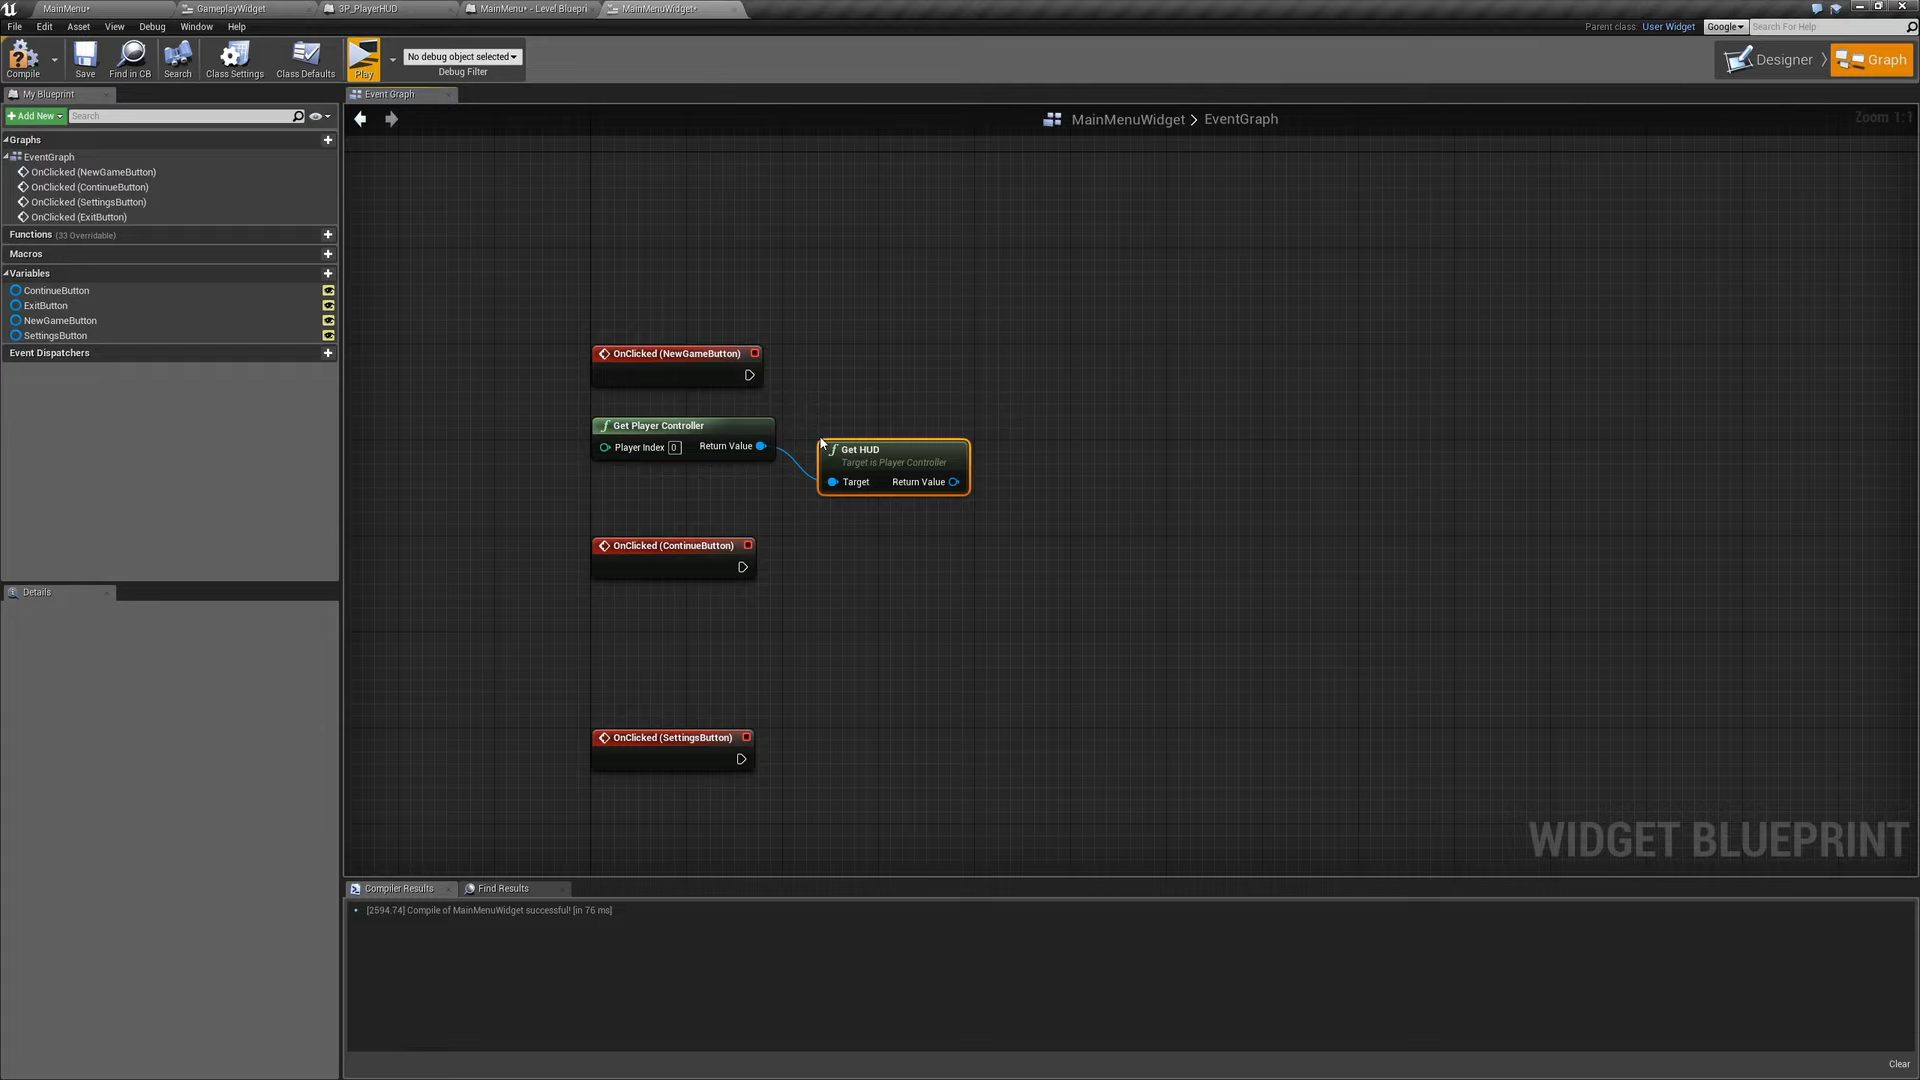 MainMenu*
GameplayWidget
3P_PlayerHUD
MainMenu* - Level Bluepri
MainMenuWidget*
File Edit Asset View Debug Window Help
Parent class: User Widget
Google
Search For Help
Compile
Save
Find in CB
Search
Class Settings
Class Defaults
Play
No debug object selected
Debug Filter
Designer
Graph
My Blueprint
Event Graph
Add New
Search
MainMenuWidget > EventGraph
Zoom 1:1
Graphs
EventGraph
OnClicked (NewGameButton)
OnClicked (ContinueButton)
OnClicked (SettingsButton)
OnClicked (ExitButton)
Functions (33 Overridable)
Macros
Variables
ContinueButton
ExitButton
NewGameButton
SettingsButton
Event Dispatchers
Details
OnClicked (NewGameButton)
Get Player Controller
Player Index 0 Return Value
Get HUD
Target is Player Controller
Target Return Value
OnClicked (ContinueButton)
OnClicked (SettingsButton)
WIDGET BLUEPRINT
Compiler Results
Find Results
[2594.74] Compile of MainMenuWidget successful! [in 76 ms]
Clear